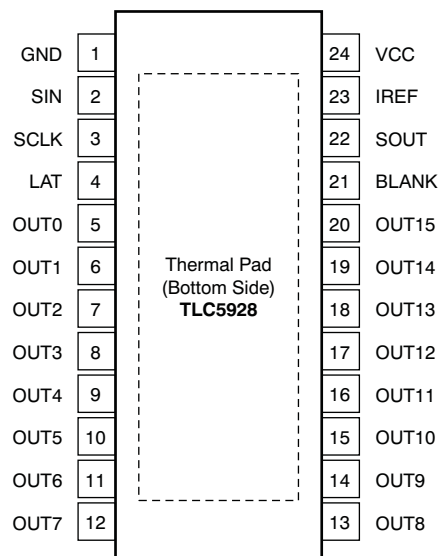 GND 1 24 VCC
SIN 2 23 IREF
SCLK 3 22 SOUT
LAT 4 21 BLANK
OUT0 5 20 OUT15
OUT1 6 19 OUT14
OUT2 7 18 OUT13
OUT3 8 17 OUT12
OUT4 9 16 OUT11
OUT5 10 15 OUT10
OUT6 11 14 OUT9
OUT7 12 13 OUT8
Thermal Pad
(Bottom Side)
TLC5928